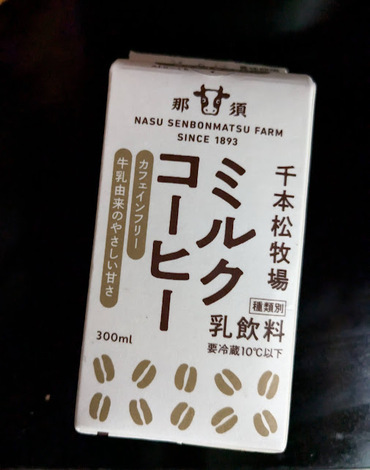 那須
NASU SENBONMATSU FARM
SINCE 1893
千本松牧場
ミルク
コーヒー
カフェインフリー
牛乳由来のやさしい甘さ
種類別
乳飲料
要冷蔵10℃以下
300ml